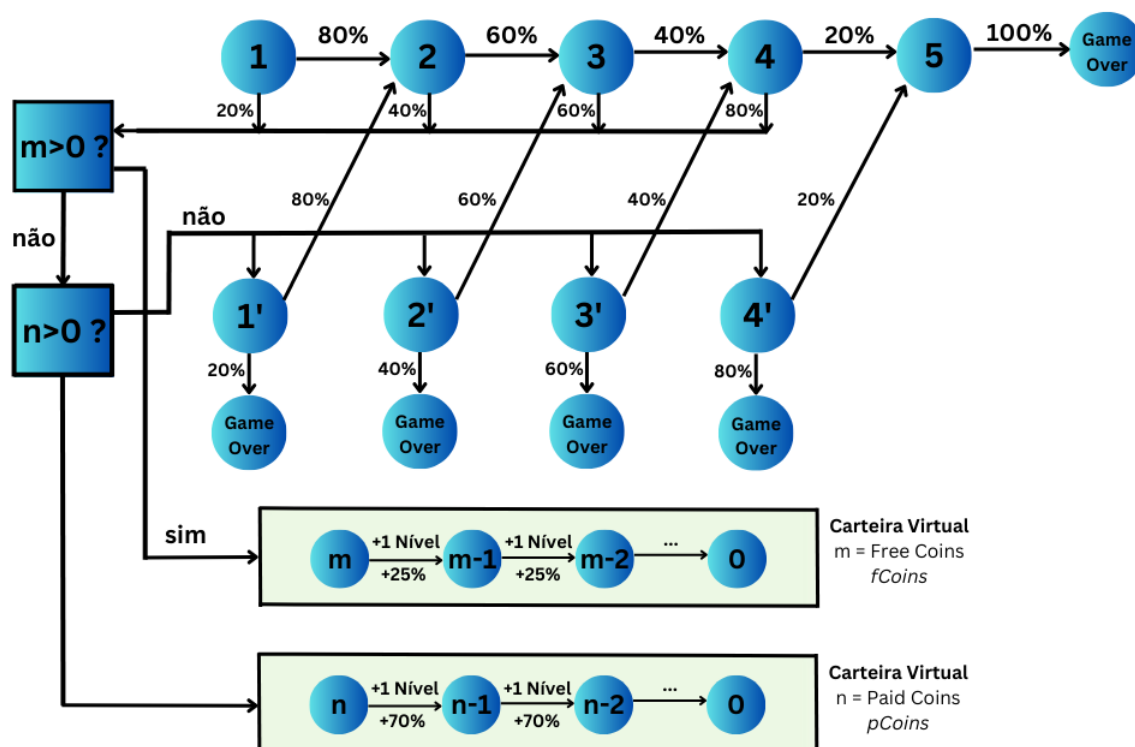 1
80%
2
60%
3
40%
4
20%
5
100%
Game
Over
20%
40%
60%
80%
m>0 ?
não
80%
60%
40%
20%
não
n>0 ?
1'
2'
3'
4'
20%
40%
60%
80%
Game
Over
Game
Over
Game
Over
Game
Over
sim
m
+1 Nível
+25%
m-1
+1 Nível
+25%
m-2
...
0
Carteira Virtual
m = Free Coins
fCoins
n
+1 Nível
+70%
n-1
+1 Nível
+70%
n-2
...
0
Carteira Virtual
n = Paid Coins
pCoins